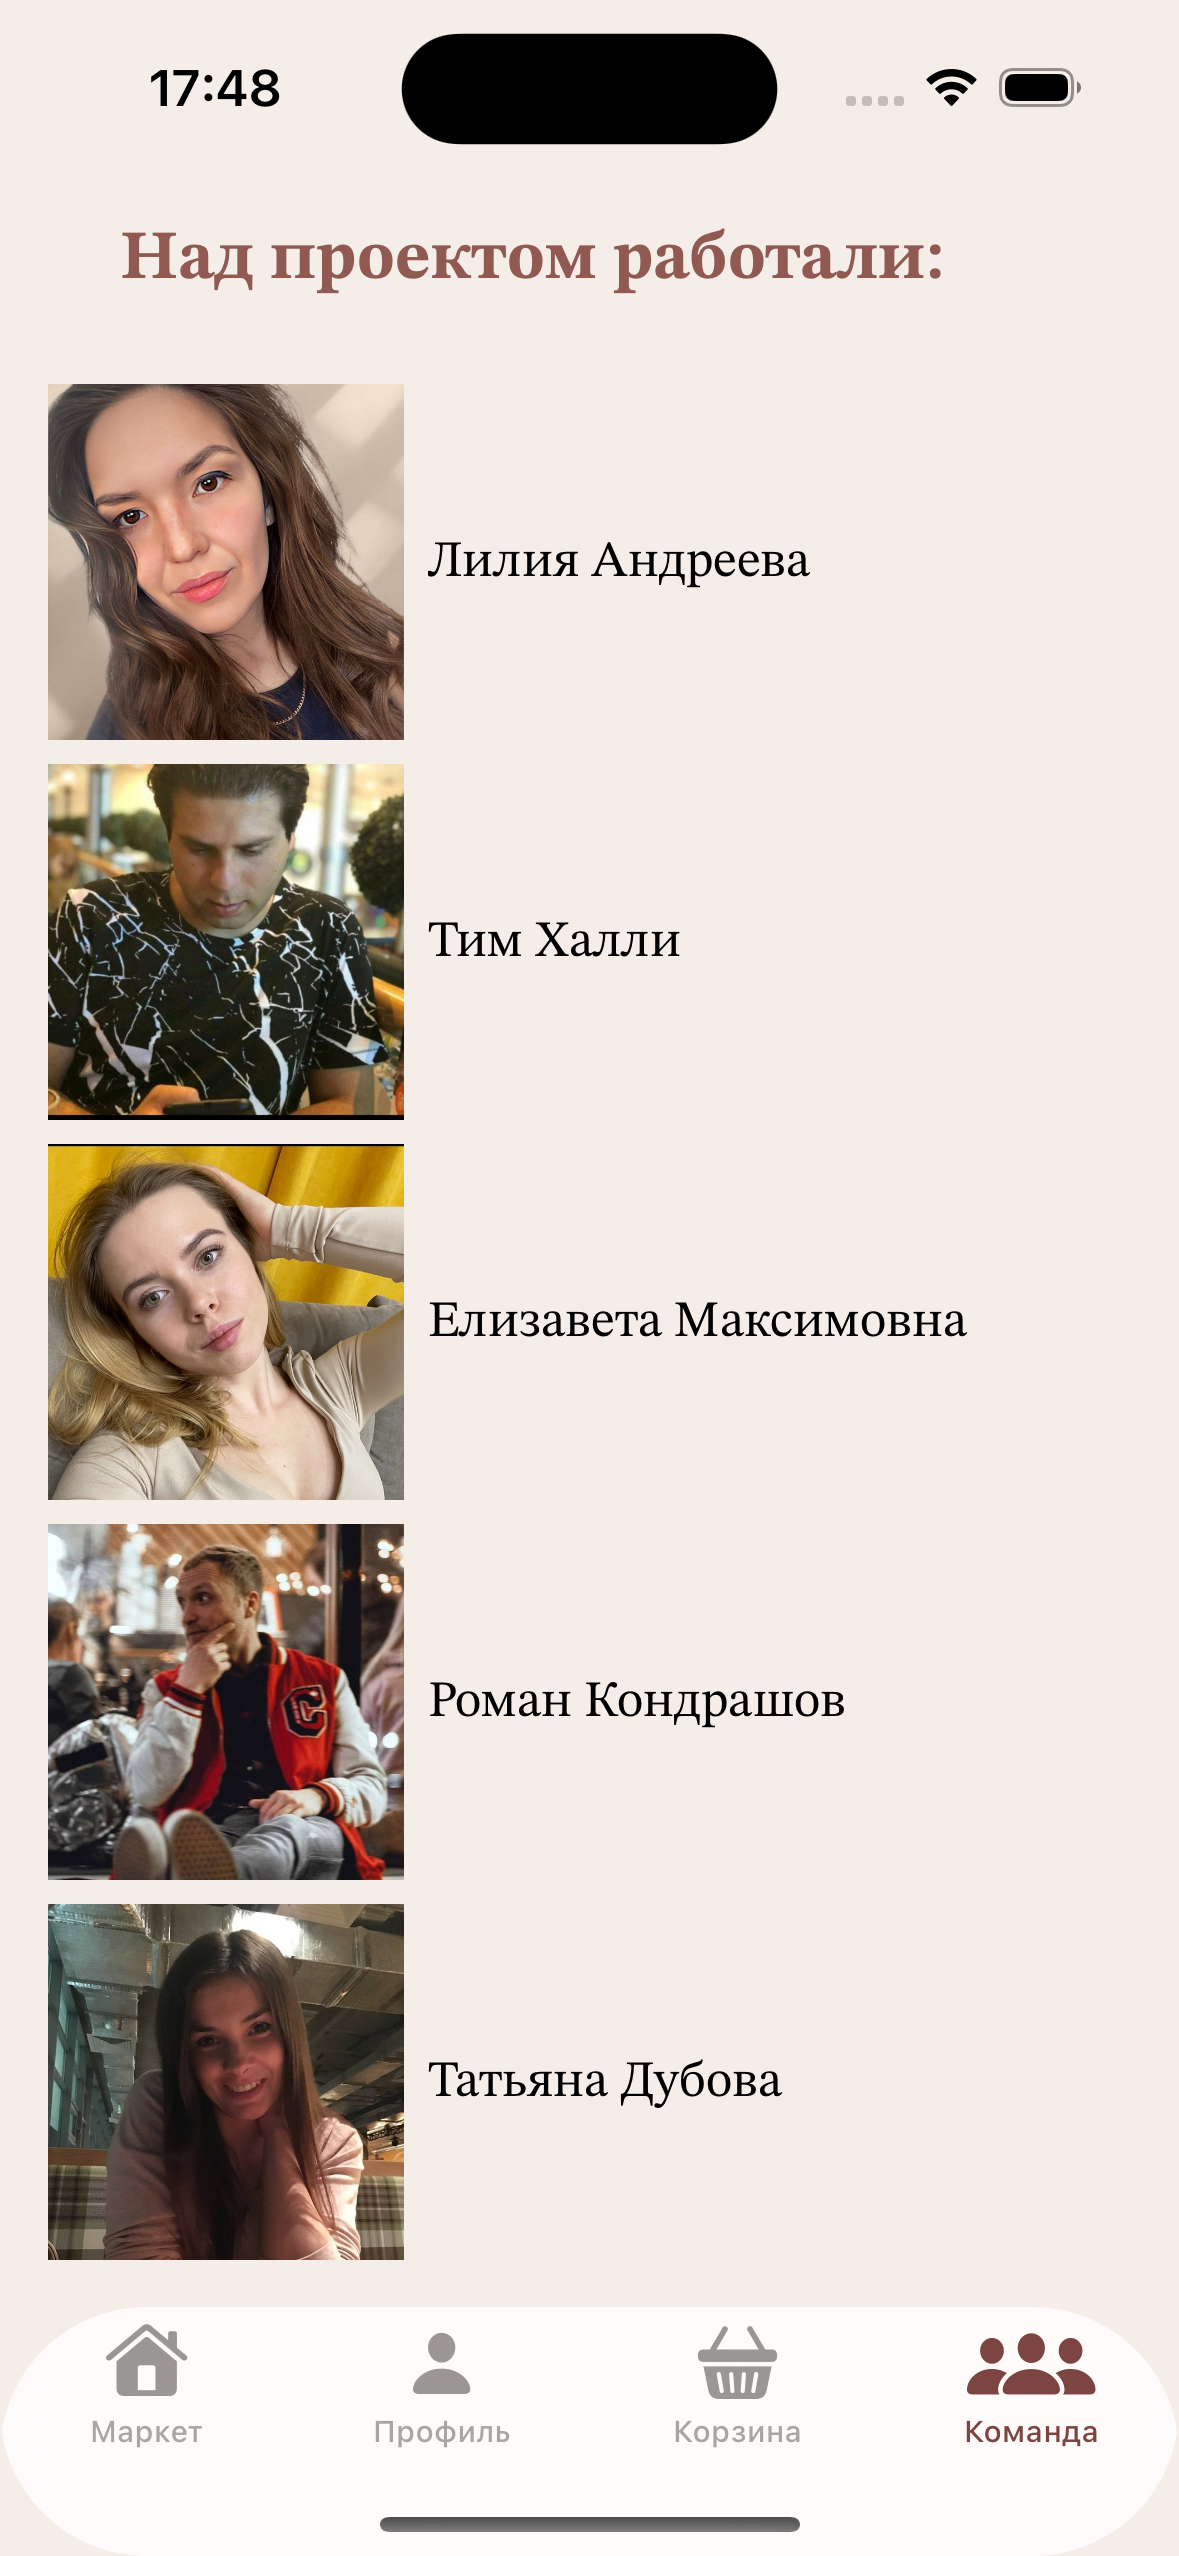 17:48
Над проектом работали:
Лилия Андреева
Тим Халли
Елизавета Максимовна
Роман Кондрашов
C
Татьяна Дубова
Маркет
Профиль
Корзина
Команда